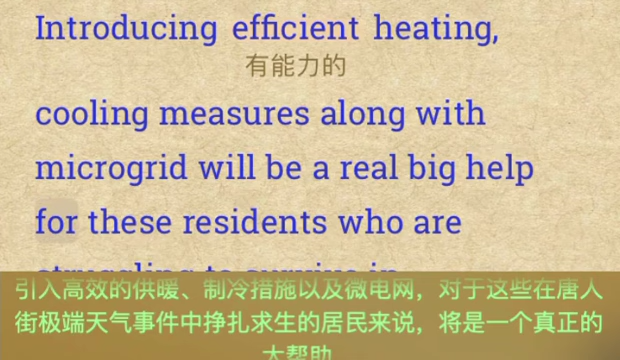 Introducing efficient heating,
有能力的
cooling measures along with
microgrid will be a real big help
for these residents who are
struggling to survive in
引入高效的供暖、制冷措施以及微电网，对于这些在唐人
街极端天气事件中挣扎求生的居民来说，将是一个真正的
大帮助